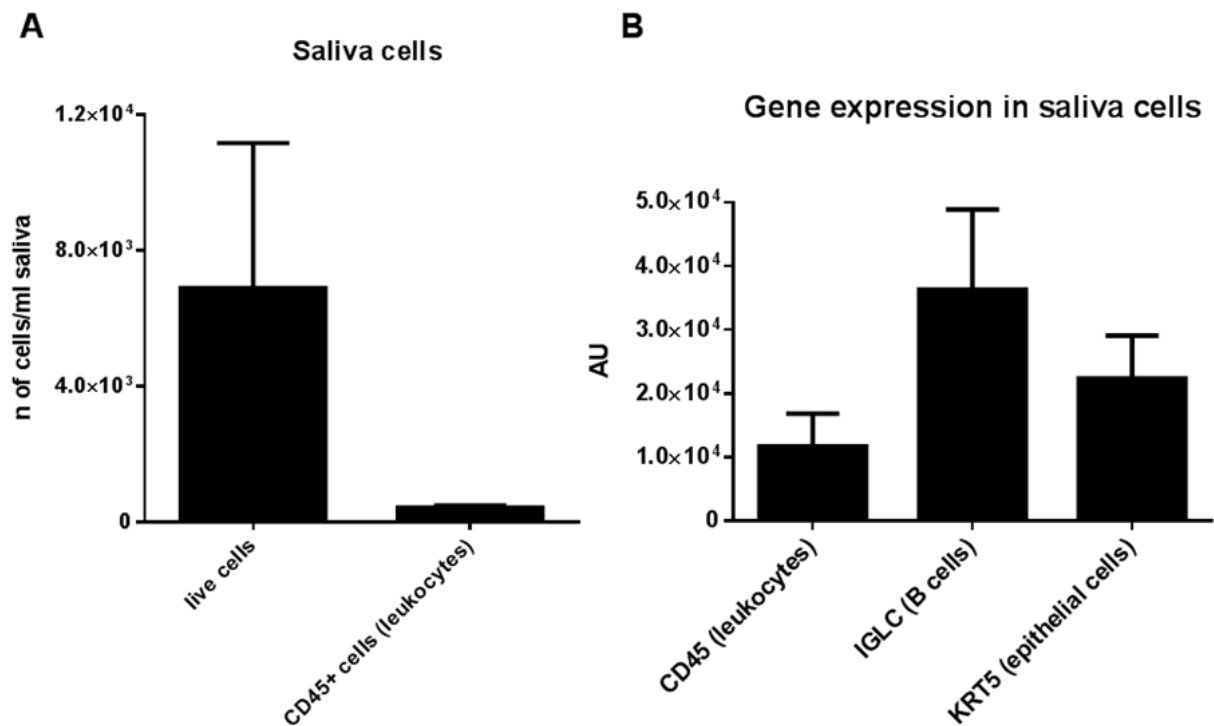 A
Saliva cells
n of cells/ml saliva
1.2×10⁴
8.0×10³
4.0×10³
0
live cells
CD45+ cells (leukocytes)
B
Gene expression in saliva cells
AU
5.0×10⁴
4.0×10⁴
3.0×10⁴
2.0×10⁴
1.0×10⁴
0
CD45 (leukocytes)
IGLC (B cells)
KRT5 (epithelial cells)